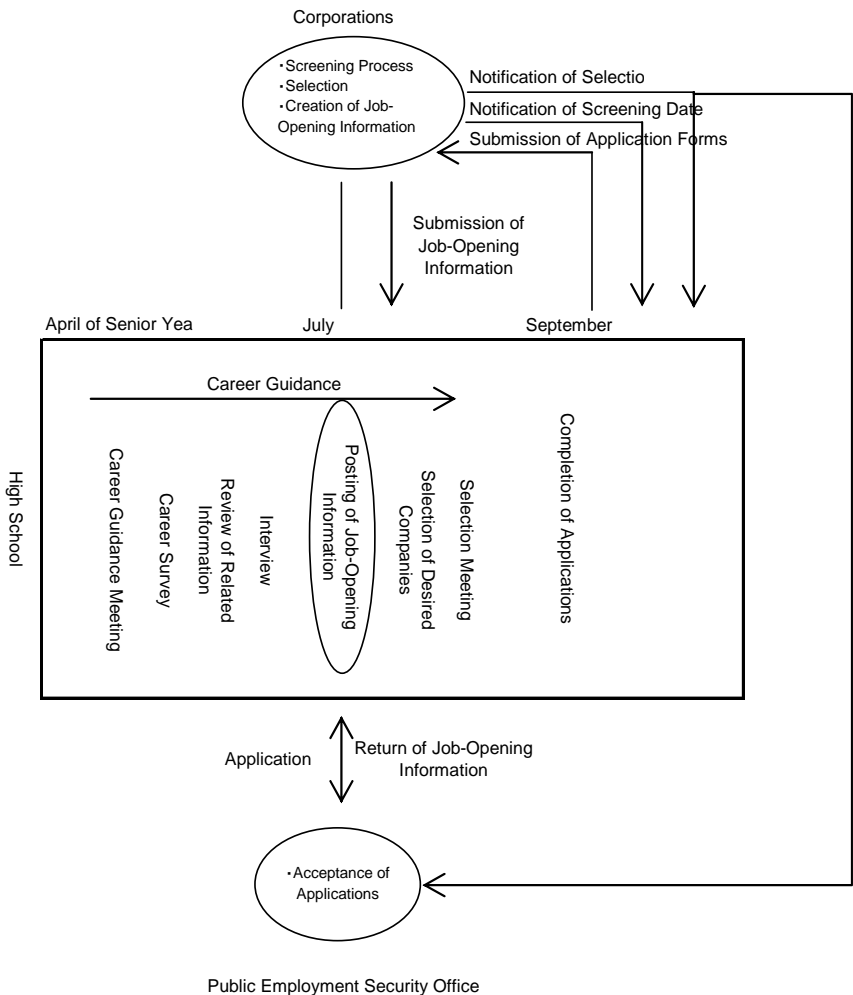 Corporations
・Screening Process
・Selection
・Creation of Job-
Opening Information
Notification of Selectio
Notification of Screening Date
Submission of Application Forms
Submission of
Job-Opening
Information
April of Senior Yea
July
September
High School
Career Guidance
Career Guidance Meeting
Career Survey
Review of Related
Information
Interview
Posting of Job-Opening
Information
Selection of Desired
Companies
Selection Meeting
Completion of Applications
Application
Return of Job-Opening
Information
・Acceptance of
Applications
Public Employment Security Office